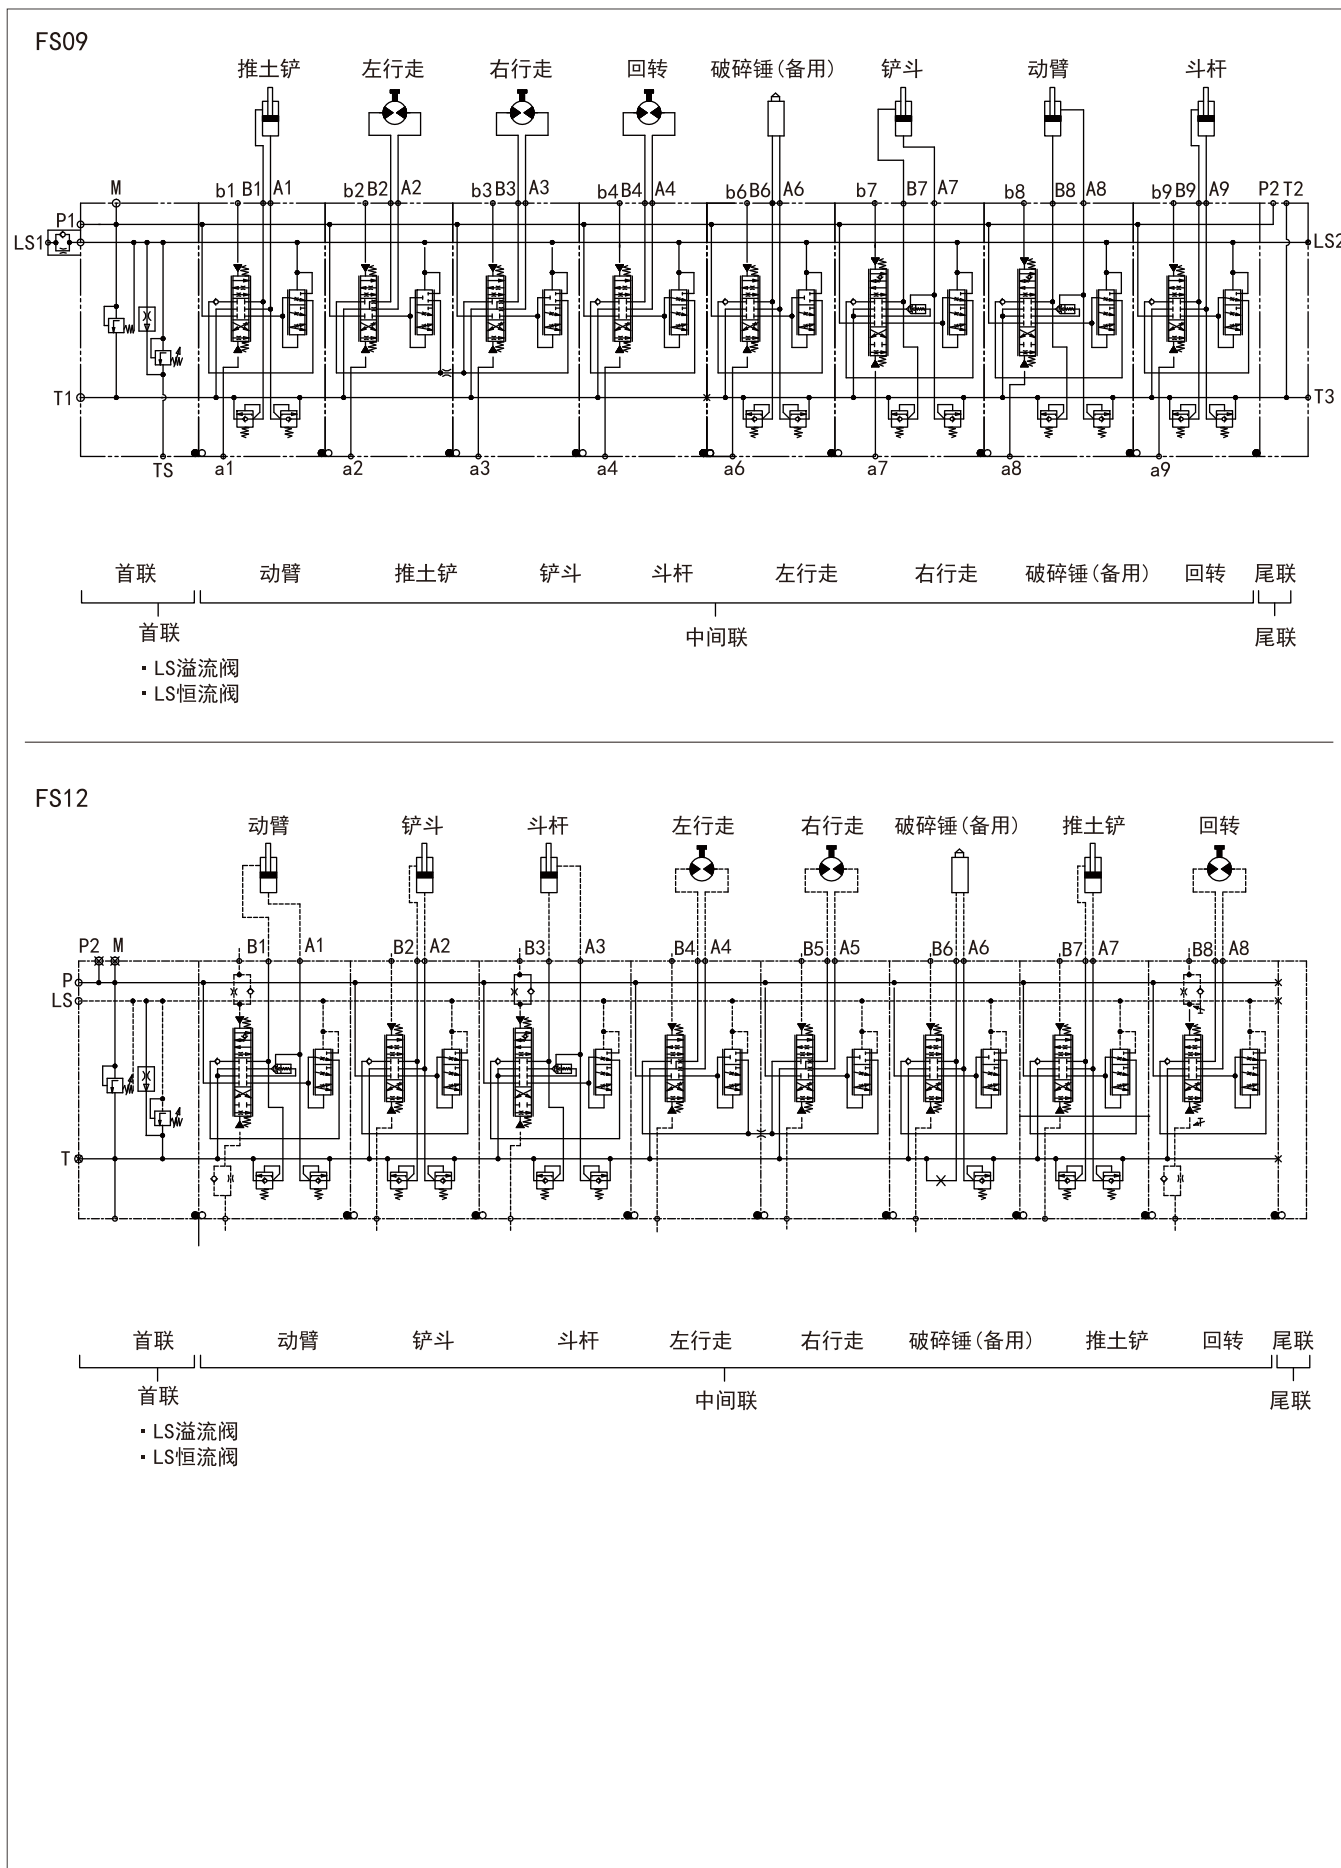 FS09
推土铲 左行走 右行走 回转 破碎锤(备用) 铲斗 动臂 斗杆
M b1 B1 A1 b2 B2 A2 b3 B3 A3 b4 B4 A4 b6 B6 A6 b7 B7 A7 b8 B8 A8 b9 B9 A9 P2 T2
P1
LS1 LS2
T1 T3
TS a1 a2 a3 a4 a6 a7 a8 a9
首联 动臂 推土铲 铲斗 斗杆 左行走 右行走 破碎锤(备用) 回转 尾联
首联 中间联 尾联
·LS溢流阀
·LS恒流阀
FS12
动臂 铲斗 斗杆 左行走 右行走 破碎锤(备用) 推土铲 回转
P2 M B1 A1 B2 A2 B3 A3 B4 A4 B5 A5 B6 A6 B7 A7 B8 A8
P
LS
T
首联 动臂 铲斗 斗杆 左行走 右行走 破碎锤(备用) 推土铲 回转 尾联
首联 中间联 尾联
·LS溢流阀
·LS恒流阀